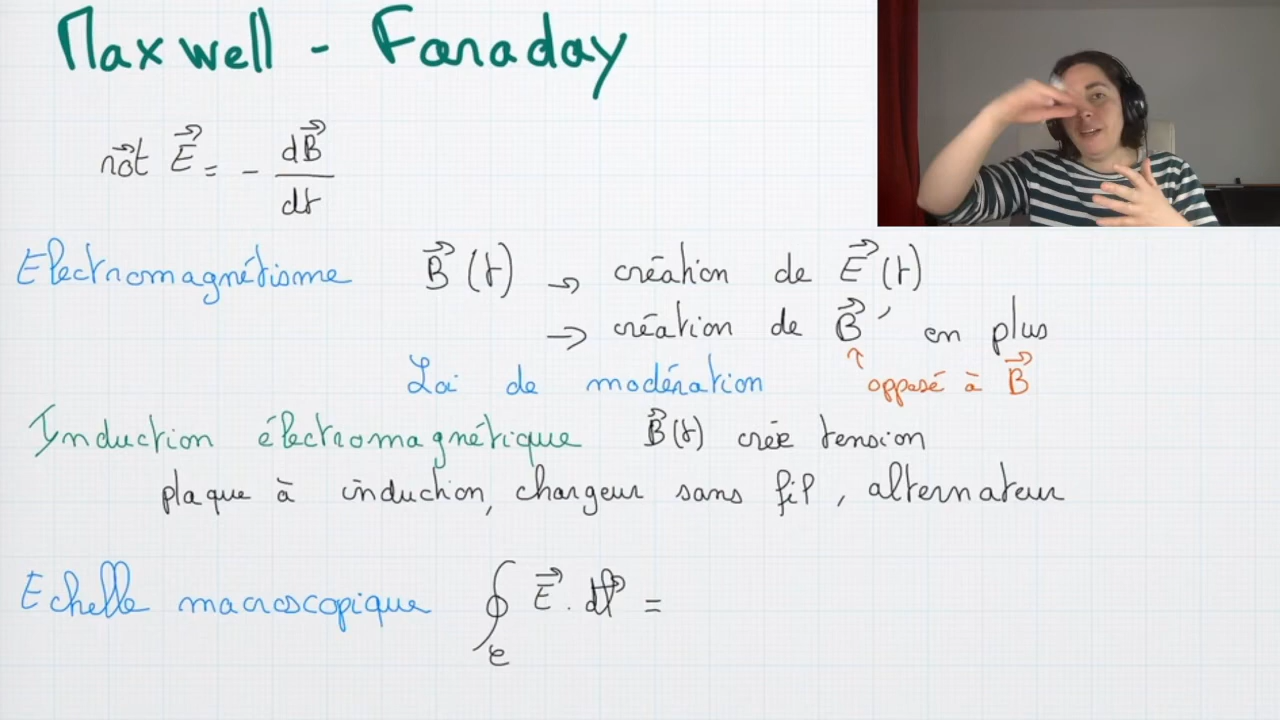 Maxwell - Faraday
rot E⃗ = - dB⃗/dt
Electromagnétisme B⃗(t) → création de E⃗(t)
→ création de B⃗' en plus
Loi de modération ↑ opposé à B⃗
Induction électromagnétique B⃗(t) crée tension
plaque à induction, chargeur sans fil, alternateur
Echelle macroscopique ∮ E⃗. dl⃗ =
C